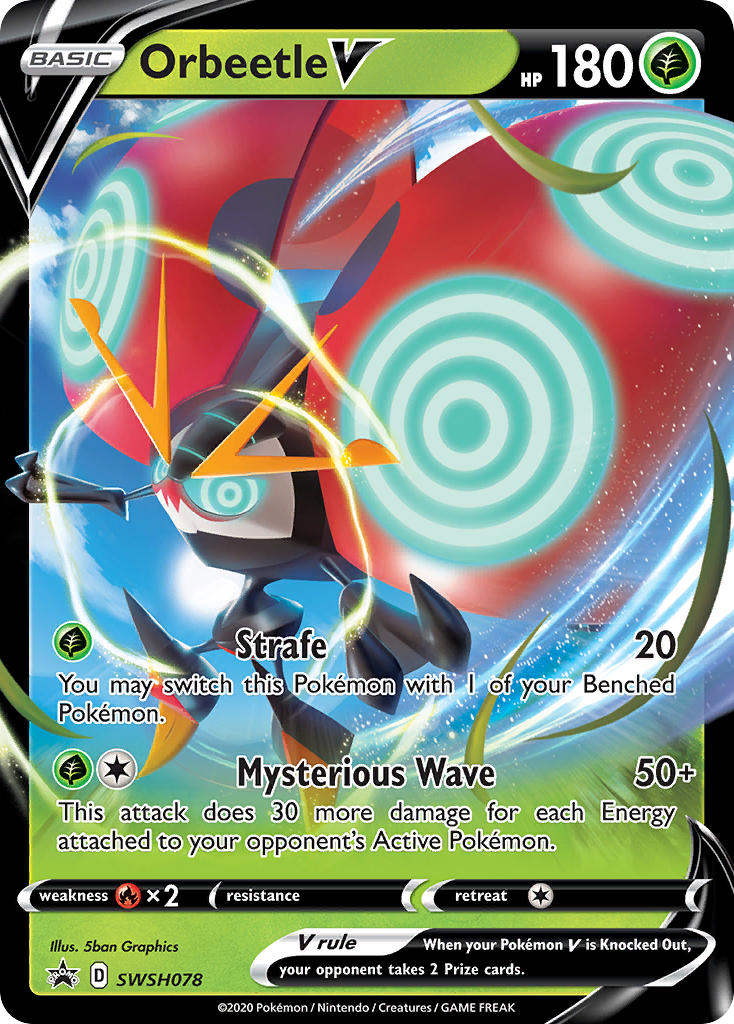 BASIC
Orbeetle V
HP 180
Strafe 20
You may switch this Pokémon with 1 of your Benched
Pokémon.
Mysterious Wave 50+
This attack does 30 more damage for each Energy
attached to your opponent's Active Pokémon.
weakness ×2 resistance retreat
Illus. 5ban Graphics
V rule When your Pokémon V is Knocked Out,
your opponent takes 2 Prize cards.
PROMO D SWSH078
©2020 Pokémon / Nintendo / Creatures / GAME FREAK